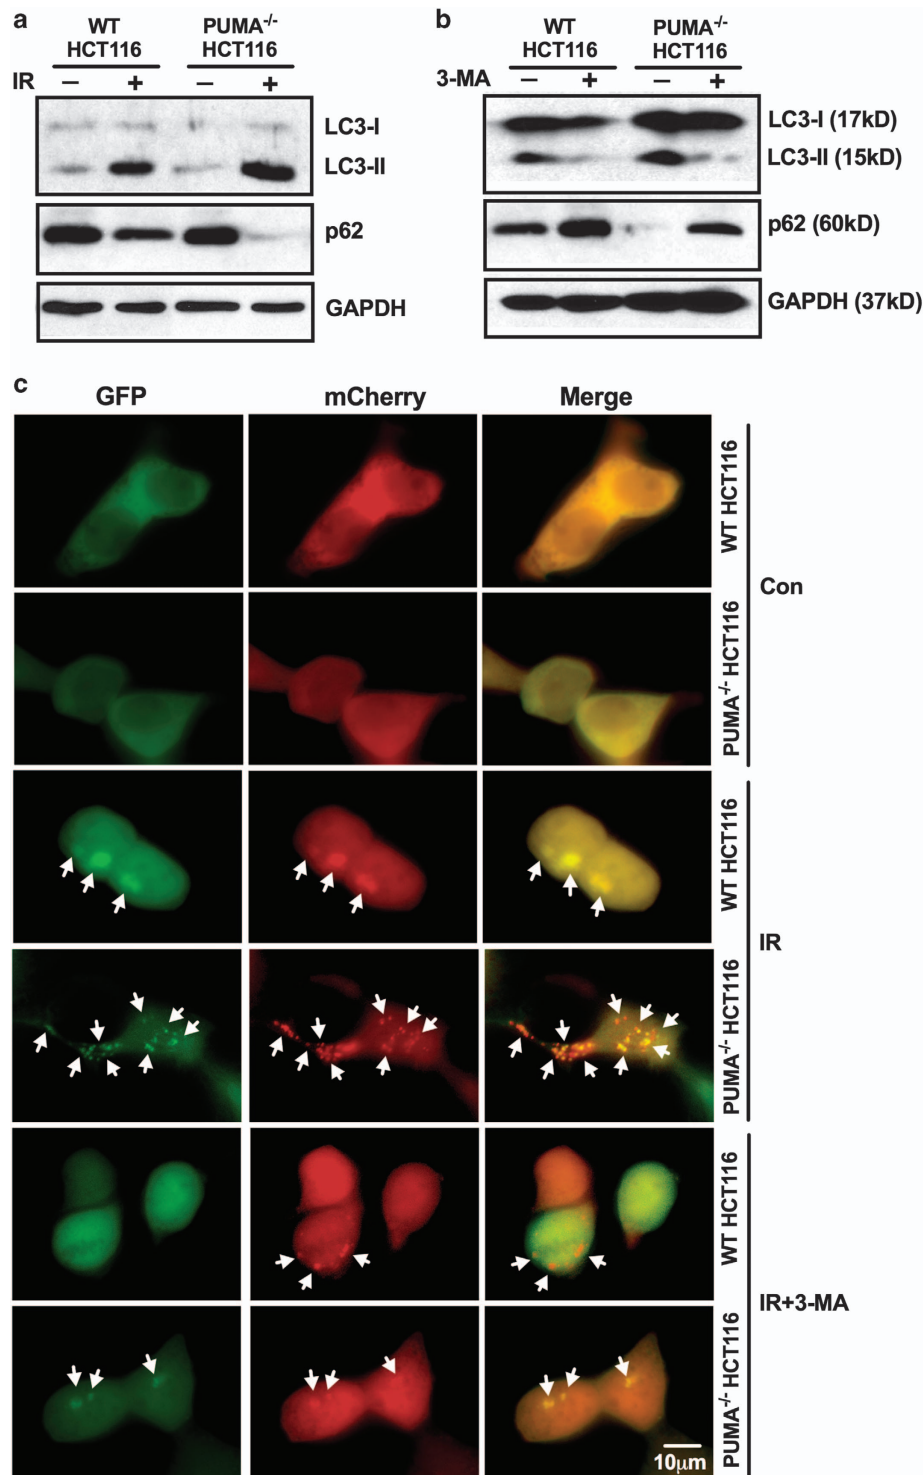 a
WT
HCT116
PUMA-/-
HCT116
IR
– + – +
LC3-I
LC3-II
p62
GAPDH
b
WT
HCT116
PUMA-/-
HCT116
3-MA
– + – +
LC3-I (17kD)
LC3-II (15kD)
p62 (60kD)
GAPDH (37kD)
c
GFP mCherry Merge
WT HCT116
PUMA-/- HCT116
Con
WT HCT116
PUMA-/- HCT116
IR
WT HCT116
PUMA-/- HCT116
IR+3-MA
10μm